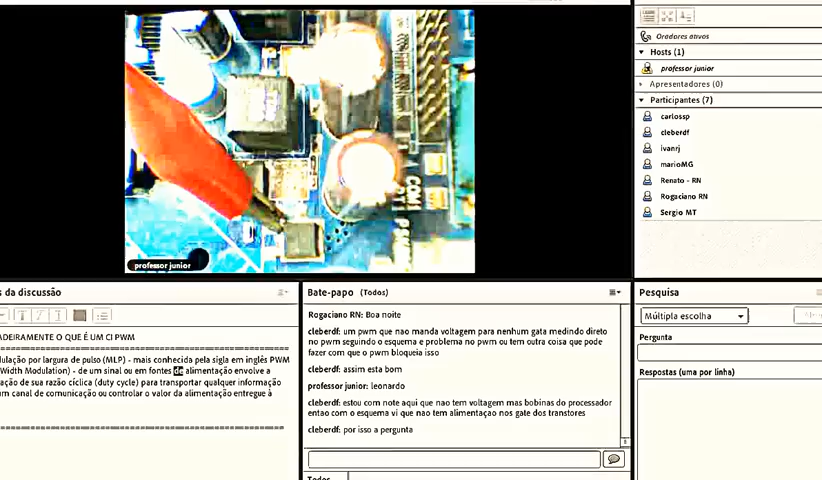 Oradores ativos
Hosts (1)
professor junior
Apresentadores (0)
Participantes (7)
carlossp
cleberdf
ivanrj
marioMG
Renato - RN
Rogaciano RN
Sergio MT
COM1
professor junior
s da discussão
ADEIRAMENTE O QUE É UM CI PWM
ulação por largura de pulso (MLP) - mais conhecida pela sigla em inglês PWM
Width Modulation) - de um sinal ou em fontes de alimentação envolve a
ação de sua razão cíclica (duty cycle) para transportar qualquer informação
um canal de comunicação ou controlar o valor da alimentação entregue à
Bate-papo (Todos)
Rogaciano RN: Boa noite
cleberdf: um pwm que nao manda voltagem para nenhum gata medindo direto
no pwm seguindo o esquema e problema no pwm ou tem outra coisa que pode
fazer com que o pwm bloqueia isso
cleberdf: assim esta bom
professor junior: leonardo
cleberdf: estou com note aqui que nao tem voltagem mas bobinas do processador
entao com o esquema vi que nao tem alimentaçao nos gate dos transtores
cleberdf: por isso a pergunta
Todos
Pesquisa
Múltipla escolha
Pergunta
Respostas (uma por linha)